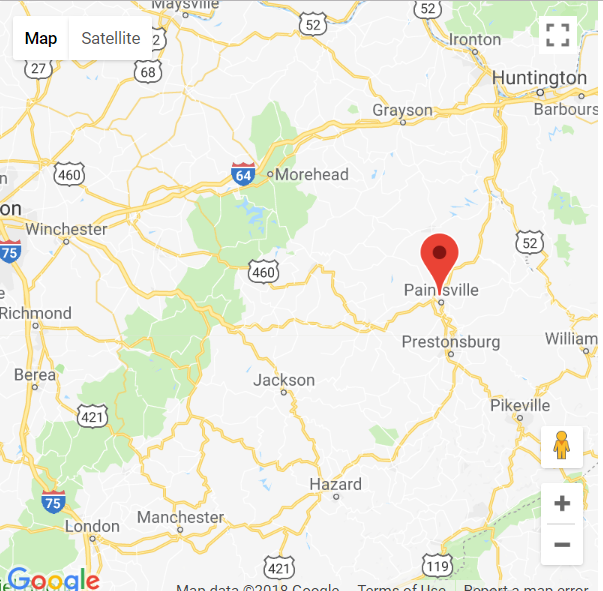 Maysville
52
52
Map Satellite
2
Ironton
27
68
Huntington
Grayson
Barbours
460
64
Morehead
n
on
Winchester
52
75
460
e
Paintsville
Richmond
Prestonsburg
William
Berea
Jackson
421
Pikeville
Hazard
75
Manchester
London
421
119
Google
Map data ©2018 Google Terms of Use Report a map error